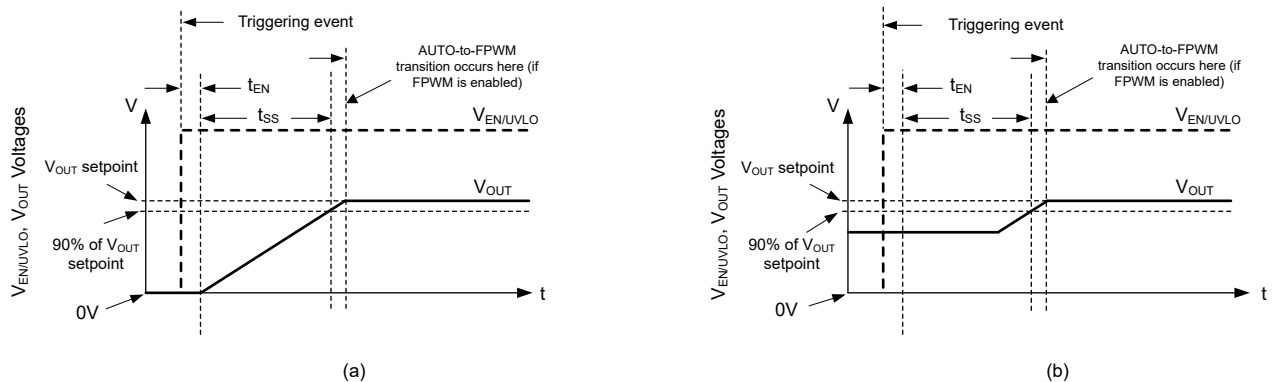 Triggering event
AUTO-to-FPWM
transition occurs here (if
FPWM is enabled)
tEN
V
tSS
VEN/UVLO
VEN/UVLO, VOUT Voltages
VOUT setpoint
VOUT
90% of VOUT
setpoint
0V
t
(a)
Triggering event
AUTO-to-FPWM
transition occurs here (if
FPWM is enabled)
tEN
V
tSS
VEN/UVLO
VEN/UVLO, VOUT Voltages
VOUT setpoint
VOUT
90% of VOUT
setpoint
0V
t
(b)